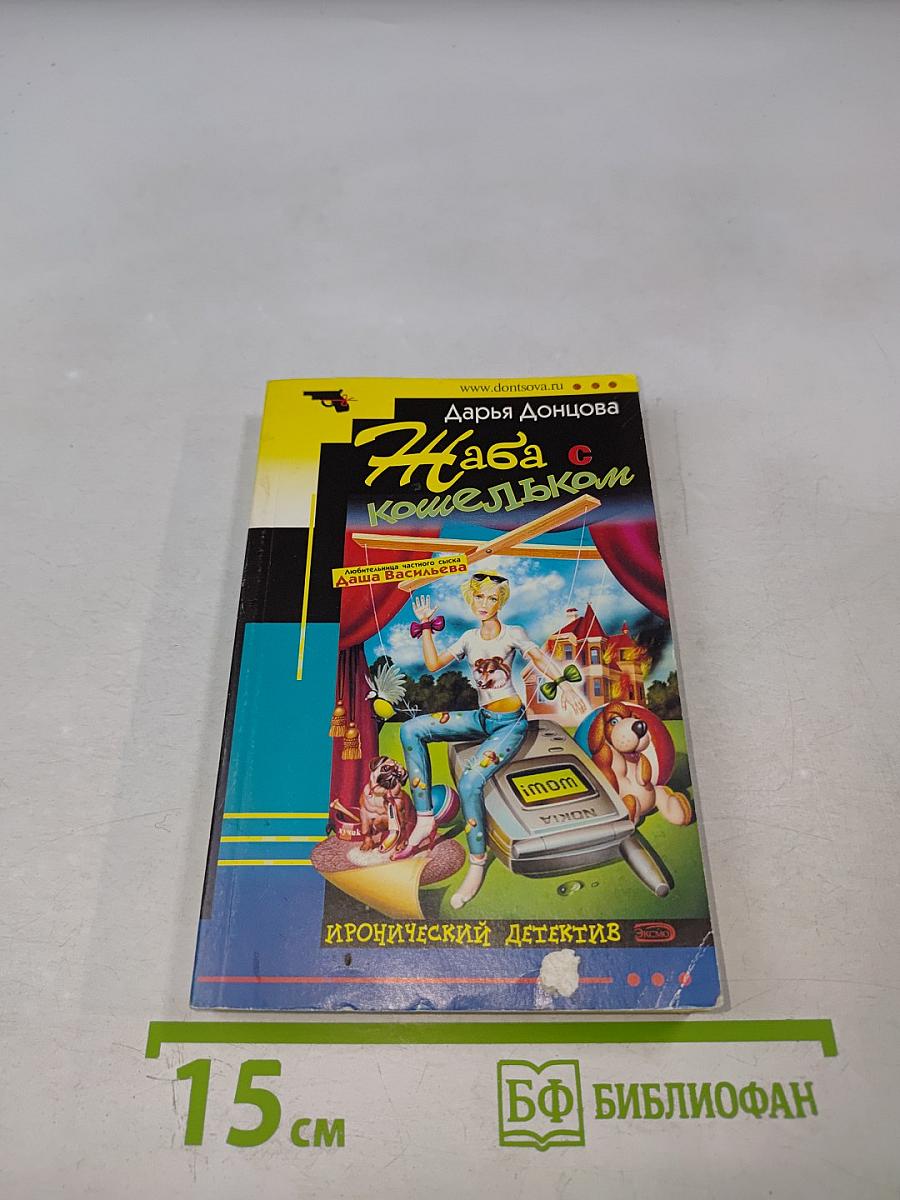 www.dontsova.ru
Дарья Донцова
Жаба с
кошельком
Любительница частного сыска
Даша Васильева
imom
NOKIA
ИРОНИЧЕСКИЙ ДЕТЕКТИВ
ЭКСМО
15 см
БФ БИБЛИОФАН